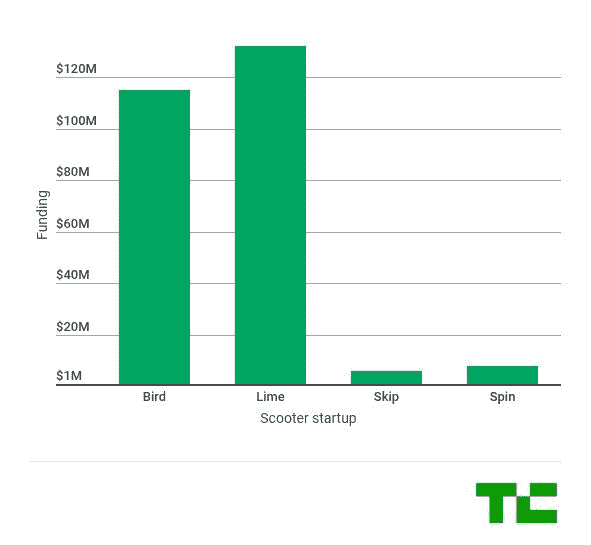 $120M
$100M
$80M
$60M
$40M
$20M
$1M
Funding
Bird Lime Skip Spin
Scooter startup
TC